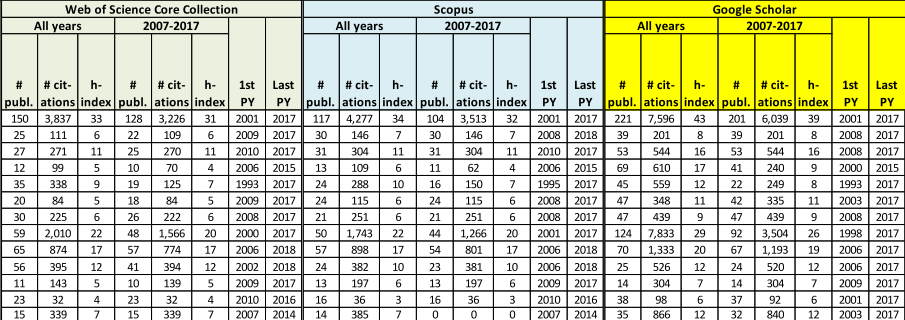 Web of Science Core Collection Scopus Google Scholar
All years 2007-2017 All years 2007-2017 All years 2007-2017
# # cit- h- # # cit- h- 1st Last # # cit- h- # # cit- h- 1st Last # # cit- h- # # cit- h- 1st Last
publ. ations index publ. ations index PY PY publ. ations index publ. ations index PY PY publ. ations index publ. ations index PY PY
150 3,837 33 128 3,226 31 2001 2017 117 4,277 34 104 3,513 32 2001 2017 221 7,596 43 201 6,039 39 2001 2017
25 111 6 22 109 6 2009 2017 30 146 7 30 146 7 2008 2018 39 201 8 39 201 8 2008 2017
27 271 11 25 270 11 2010 2017 31 304 11 31 304 11 2010 2017 53 544 16 53 544 16 2008 2017
12 99 5 10 70 4 2006 2015 13 109 6 11 62 4 2006 2015 69 610 17 41 240 9 2000 2015
35 338 9 19 125 7 1993 2017 24 288 10 16 150 7 1995 2017 45 559 12 22 249 8 1993 2017
20 84 5 18 84 5 2009 2017 24 115 6 24 115 6 2008 2017 47 348 11 42 335 11 2003 2017
30 225 6 26 222 6 2008 2017 21 251 6 21 251 6 2008 2017 47 439 9 47 439 9 2008 2017
59 2,010 22 48 1,566 20 2000 2017 50 1,743 22 44 1,266 20 2001 2017 124 7,833 29 92 3,504 26 1998 2017
65 874 17 57 774 17 2006 2018 57 898 17 54 801 17 2006 2018 70 1,333 20 67 1,193 19 2006 2017
56 395 12 41 394 12 2002 2018 24 382 10 23 381 10 2006 2018 25 526 12 24 520 12 2006 2017
11 143 5 10 139 5 2009 2017 13 197 6 13 197 6 2009 2017 14 304 7 14 304 7 2009 2017
23 32 4 23 32 4 2010 2016 16 36 3 16 36 3 2010 2016 38 98 6 37 92 6 2001 2017
15 339 7 15 339 7 2007 2014 14 385 7 0 0 0 2007 2014 35 866 12 32 840 12 2003 2017